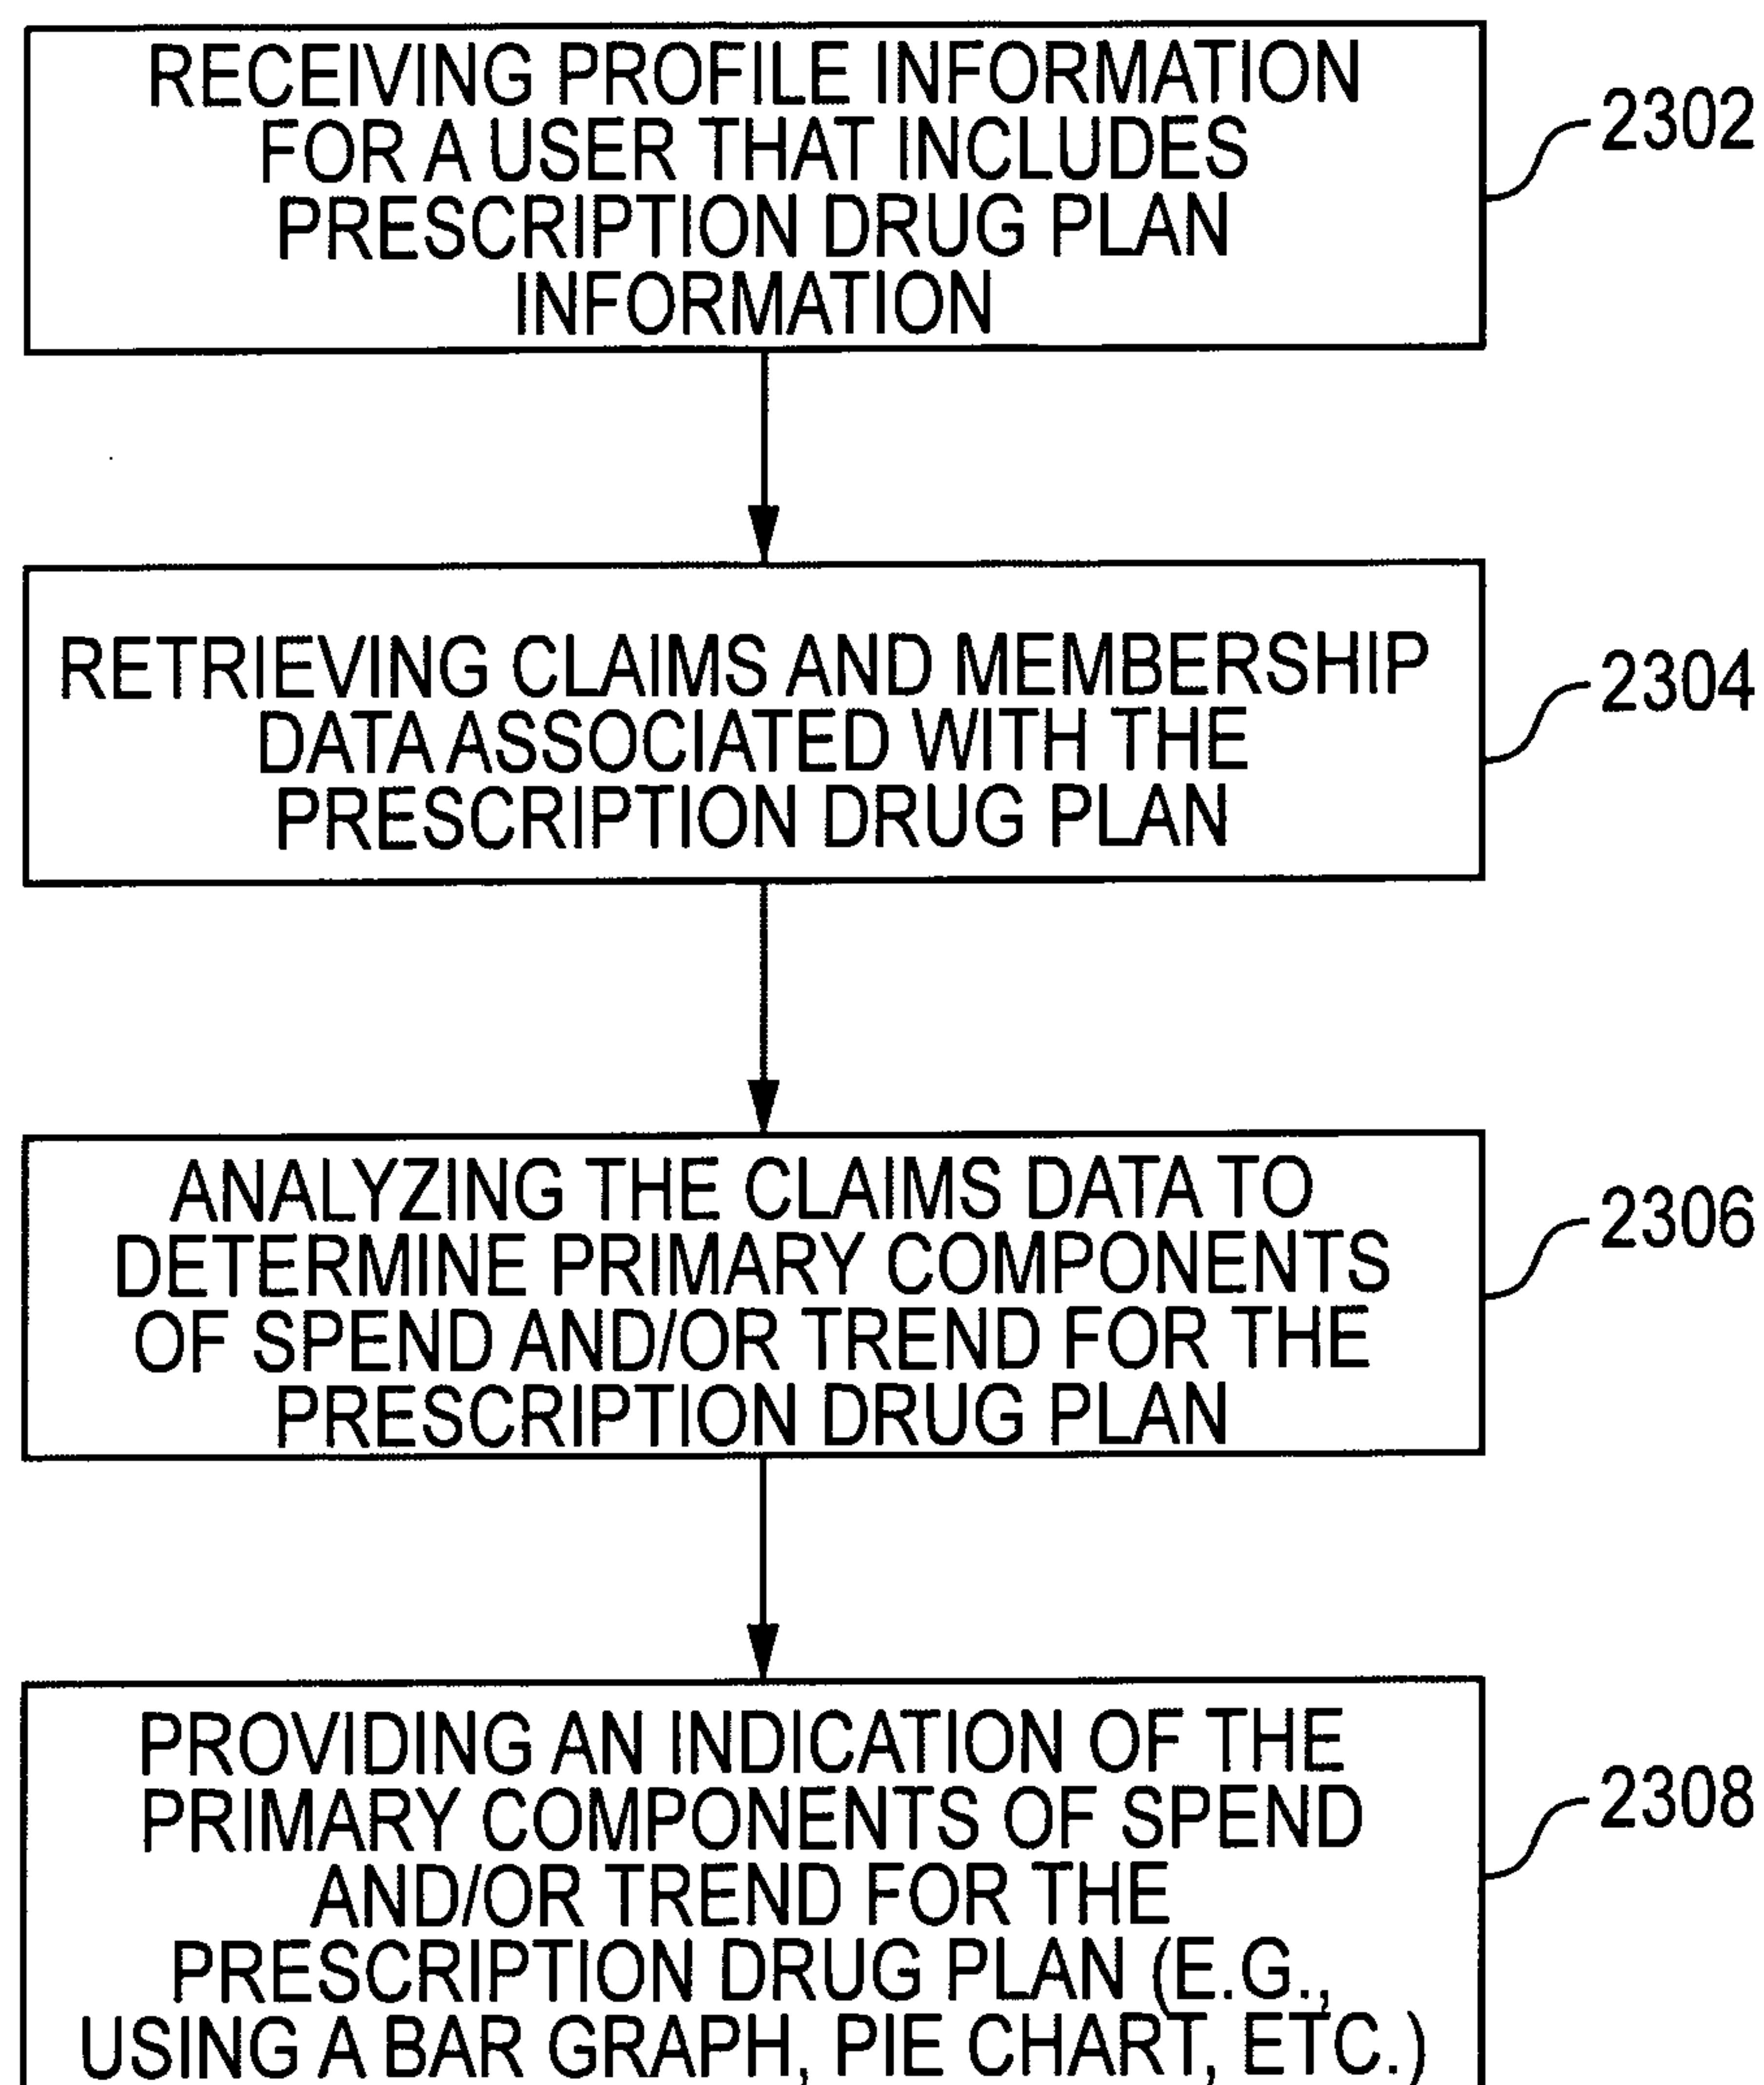 RECEIVING PROFILE INFORMATION
FOR A USER THAT INCLUDES
PRESCRIPTION DRUG PLAN
INFORMATION
2302
RETRIEVING CLAIMS AND MEMBERSHIP
DATA ASSOCIATED WITH THE
PRESCRIPTION DRUG PLAN
2304
ANALYZING THE CLAIMS DATA TO
DETERMINE PRIMARY COMPONENTS
OF SPEND AND/OR TREND FOR THE
PRESCRIPTION DRUG PLAN
2306
PROVIDING AN INDICATION OF THE
PRIMARY COMPONENTS OF SPEND
AND/OR TREND FOR THE
PRESCRIPTION DRUG PLAN (E.G.,
USING A BAR GRAPH, PIE CHART, ETC.)
2308